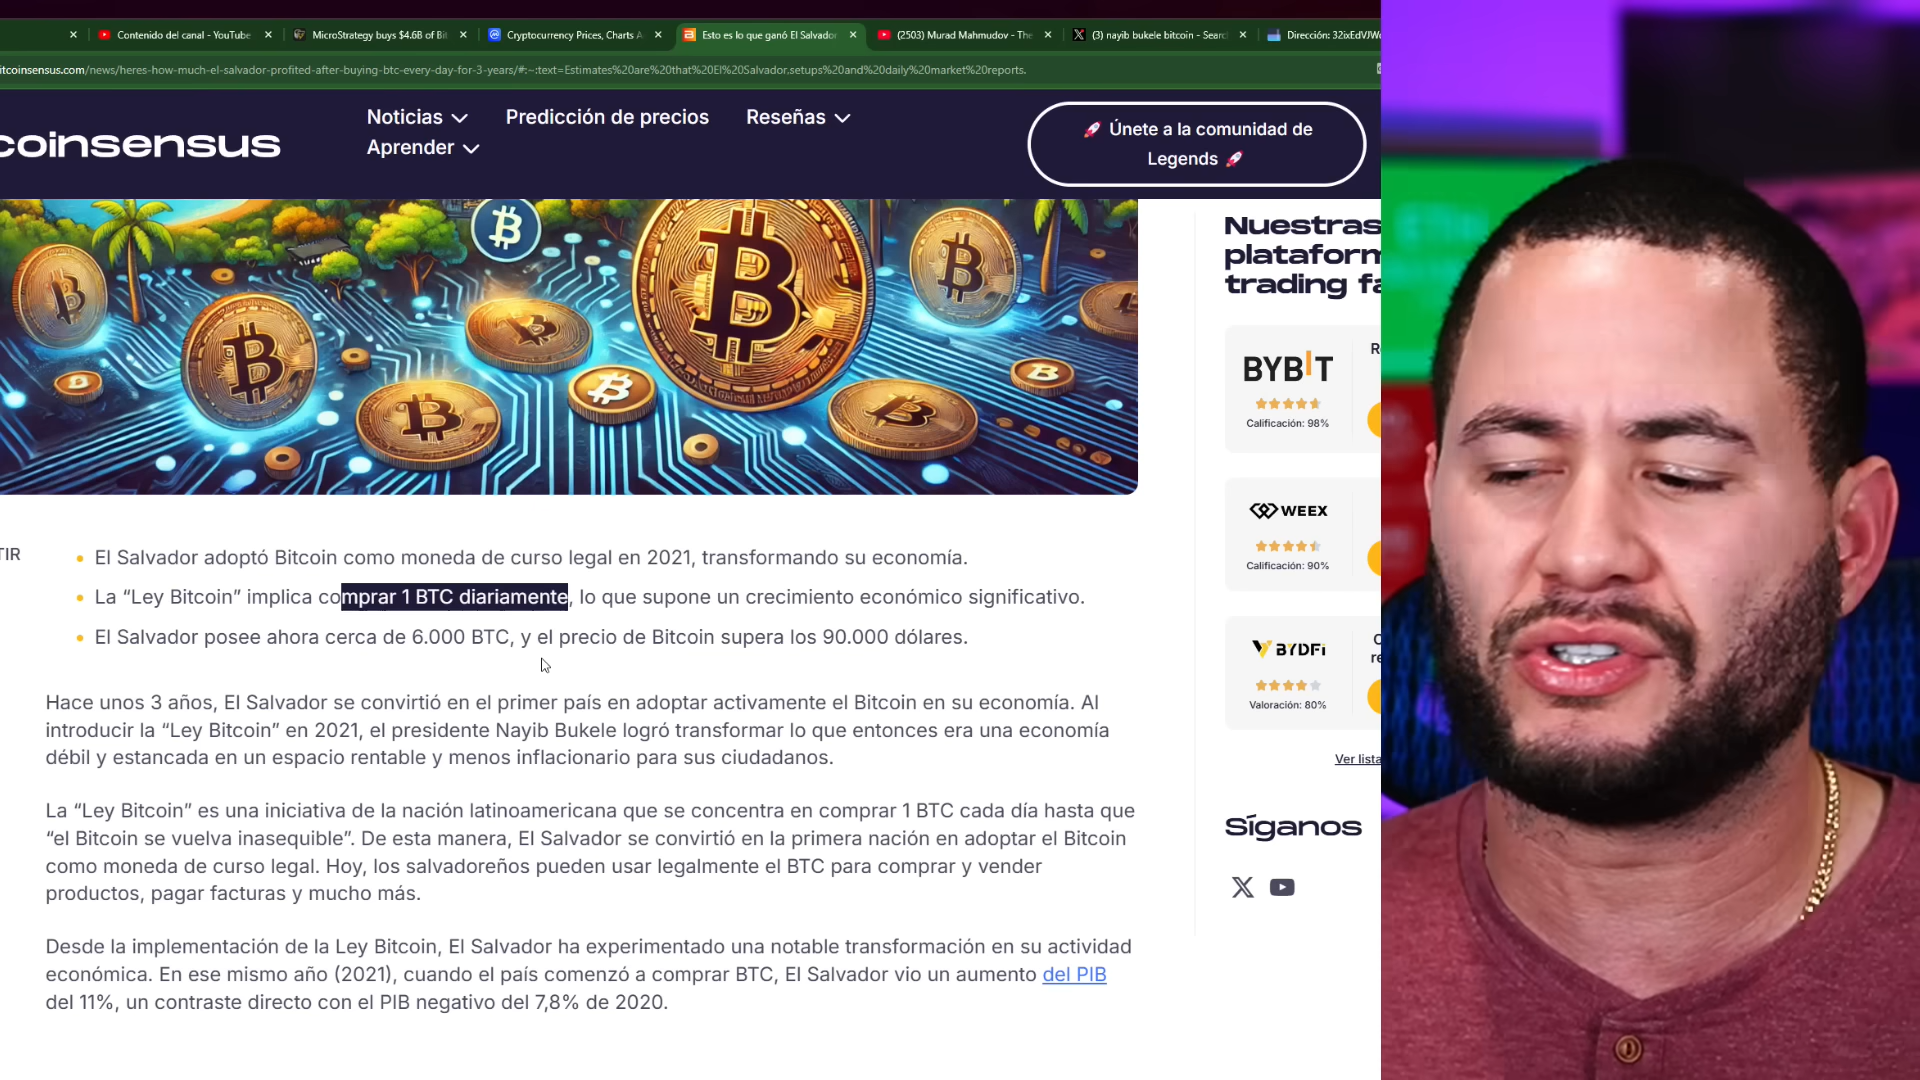 Contenido del canal - YouTube
MicroStrategy buys $4.6B of Bit
Cryptocurrency Prices, Charts A
Esto es lo que ganó El Salvador
(2503) Murad Mahmudov - The
(3) nayib bukele bitcoin - Searc
Dirección: 32ixEdVJWo
itcoinsensus.com/news/heres-how-much-el-salvador-profited-after-buying-btc-every-day-for-3-years/#:~:text=Estimates%20are%20that%20El%20Salvador,setups%20and%20daily%20market%20reports.
coinsensus
Noticias
Predicción de precios
Reseñas
Aprender
Únete a la comunidad de
Legends
Nuestras
plataform
trading fa
BYBIT
Calificación: 98%
WEEX
Calificación: 90%
BYDFi
Valoración: 80%
Ver lista
Síganos
TIR
El Salvador adoptó Bitcoin como moneda de curso legal en 2021, transformando su economía.
La “Ley Bitcoin” implica comprar 1 BTC diariamente, lo que supone un crecimiento económico significativo.
El Salvador posee ahora cerca de 6.000 BTC, y el precio de Bitcoin supera los 90.000 dólares.
Hace unos 3 años, El Salvador se convirtió en el primer país en adoptar activamente el Bitcoin en su economía. Al
introducir la “Ley Bitcoin” en 2021, el presidente Nayib Bukele logró transformar lo que entonces era una economía
débil y estancada en un espacio rentable y menos inflacionario para sus ciudadanos.
La “Ley Bitcoin” es una iniciativa de la nación latinoamericana que se concentra en comprar 1 BTC cada día hasta que
“el Bitcoin se vuelva inasequible”. De esta manera, El Salvador se convirtió en la primera nación en adoptar el Bitcoin
como moneda de curso legal. Hoy, los salvadoreños pueden usar legalmente el BTC para comprar y vender
productos, pagar facturas y mucho más.
Desde la implementación de la Ley Bitcoin, El Salvador ha experimentado una notable transformación en su actividad
económica. En ese mismo año (2021), cuando el país comenzó a comprar BTC, El Salvador vio un aumento del PIB
del 11%, un contraste directo con el PIB negativo del 7,8% de 2020.